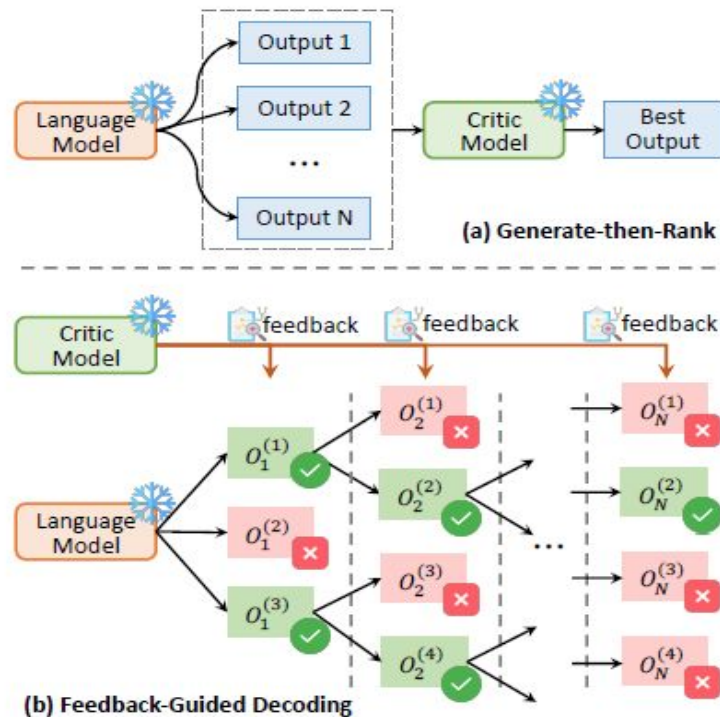 Output 1
Language
Model
Output 2
...
Output N
Critic
Model
Best
Output
(a) Generate-then-Rank
Critic
Model
feedback
feedback
feedback
Language
Model
O_1^{(1)}
O_1^{(2)}
O_1^{(3)}
O_2^{(1)}
O_2^{(2)}
O_2^{(3)}
O_2^{(4)}
...
O_N^{(1)}
O_N^{(2)}
O_N^{(3)}
O_N^{(4)}
(b) Feedback-Guided Decoding